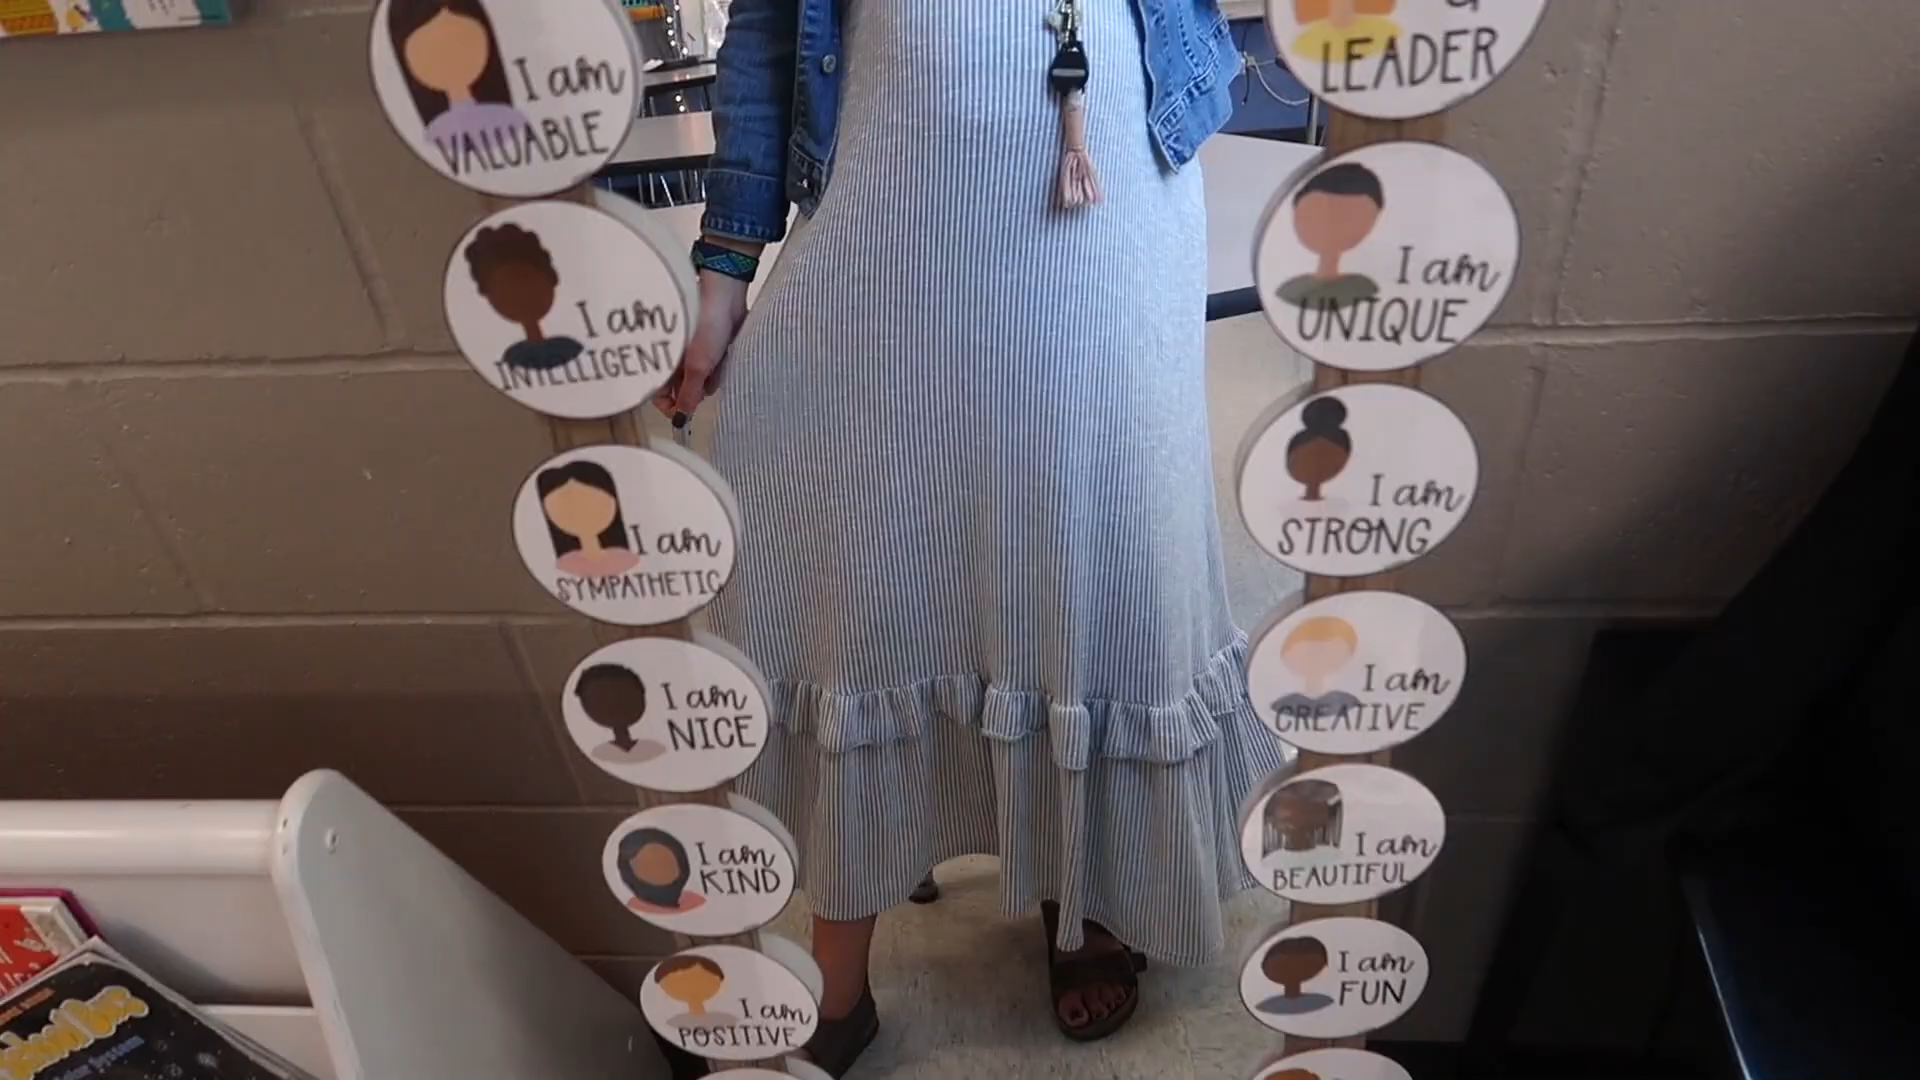 I am
VALUABLE
I am
INTELLIGENT
I am
SYMPATHETIC
I am
NICE
I am
KIND
I am
POSITIVE
LEADER
I am
UNIQUE
I am
STRONG
I am
CREATIVE
I am
BEAUTIFUL
I am
FUN